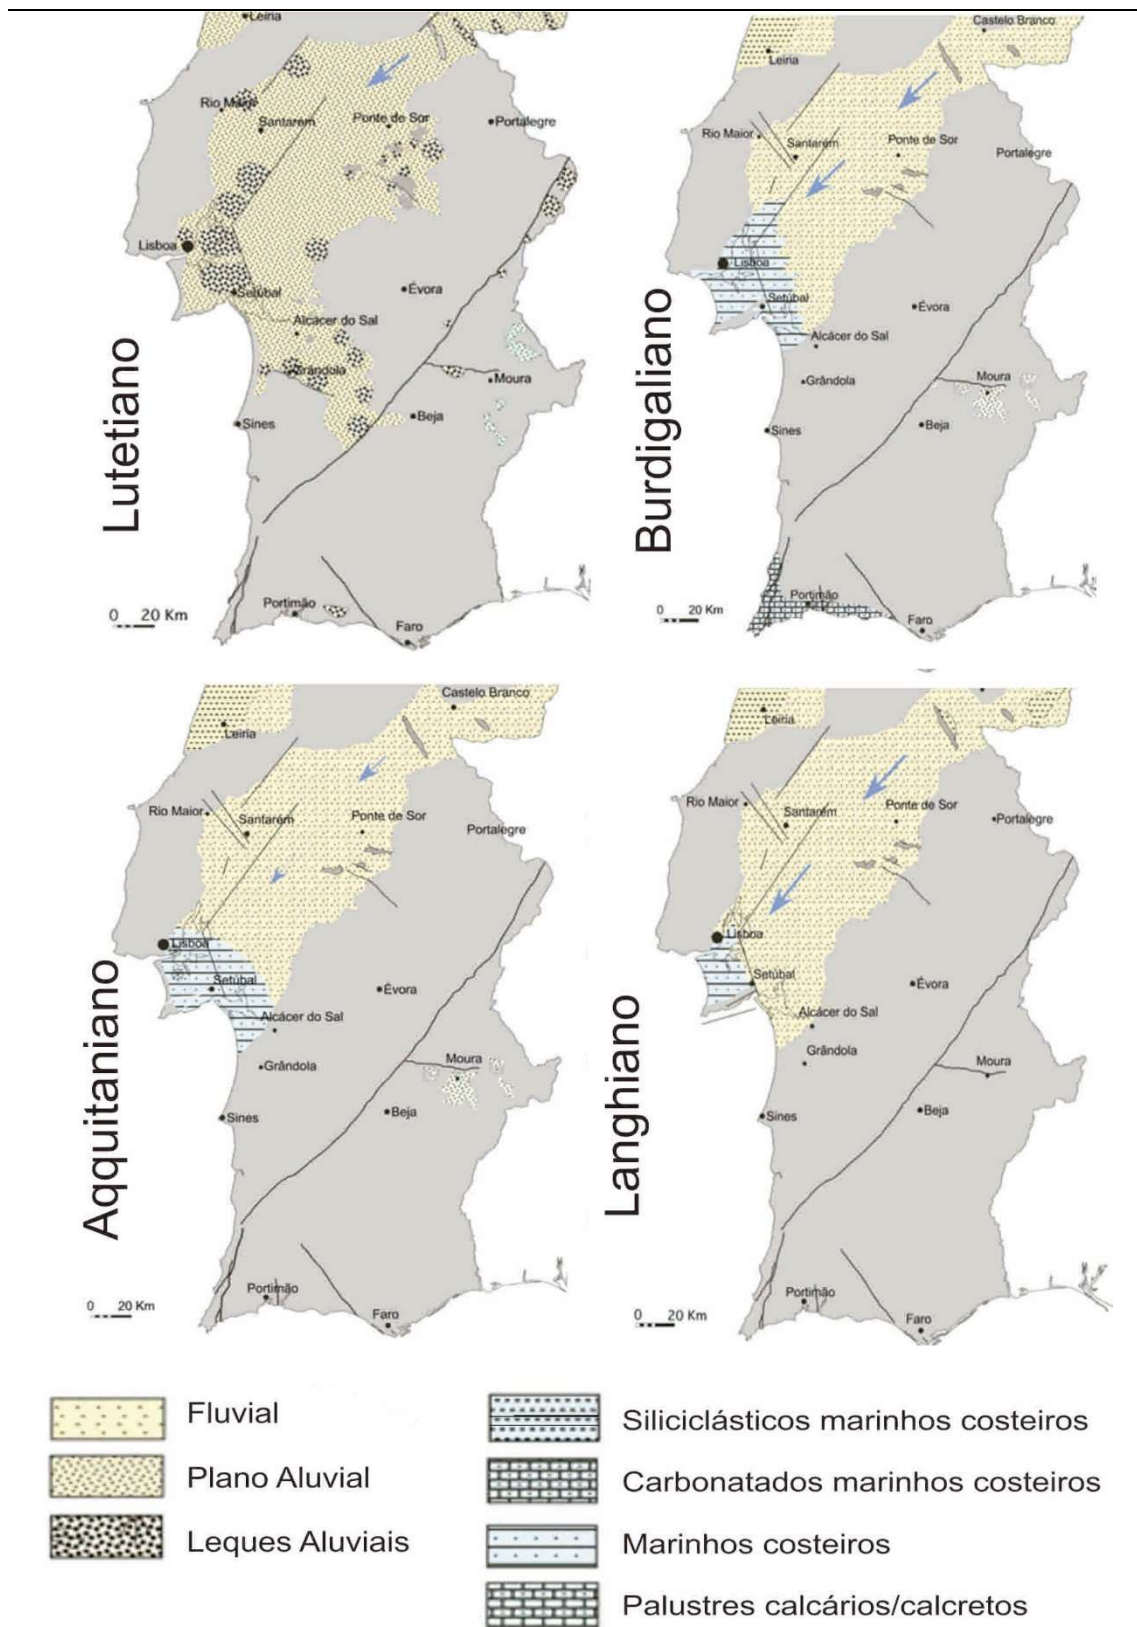 Leiria
Rio Maior
Santarém
Ponte de Sor
Portalegre
Lisboa
Setúbal
Évora
Alcácer do Sal
Grândola
Moura
Beja
Sines
Portimão
Faro
0 20 Km
Lutetiano
Castelo Branco
Leiria
Rio Maior
Santarém
Ponte de Sor
Portalegre
Lisboa
Setúbal
Évora
Alcácer do Sal
Grândola
Moura
Beja
Sines
Portimão
Faro
0 20 Km
Burdigaliano
Castelo Branco
Leiria
Rio Maior
Santarém
Ponte de Sor
Portalegre
Lisboa
Setúbal
Évora
Alcácer do Sal
Grândola
Moura
Sines
Beja
Portimão
Faro
0 20 Km
Aqquitaniano
Leiria
Rio Maior
Santarém
Ponte de Sor
Portalegre
Lisboa
Setúbal
Évora
Alcácer do Sal
Grândola
Moura
Beja
Sines
Portimão
Faro
0 20 Km
Langhiano
Fluvial
Plano Aluvial
Leques Aluviais
Siliciclásticos marinhos costeiros
Carbonatados marinhos costeiros
Marinhos costeiros
Palustres calcários/calcretos